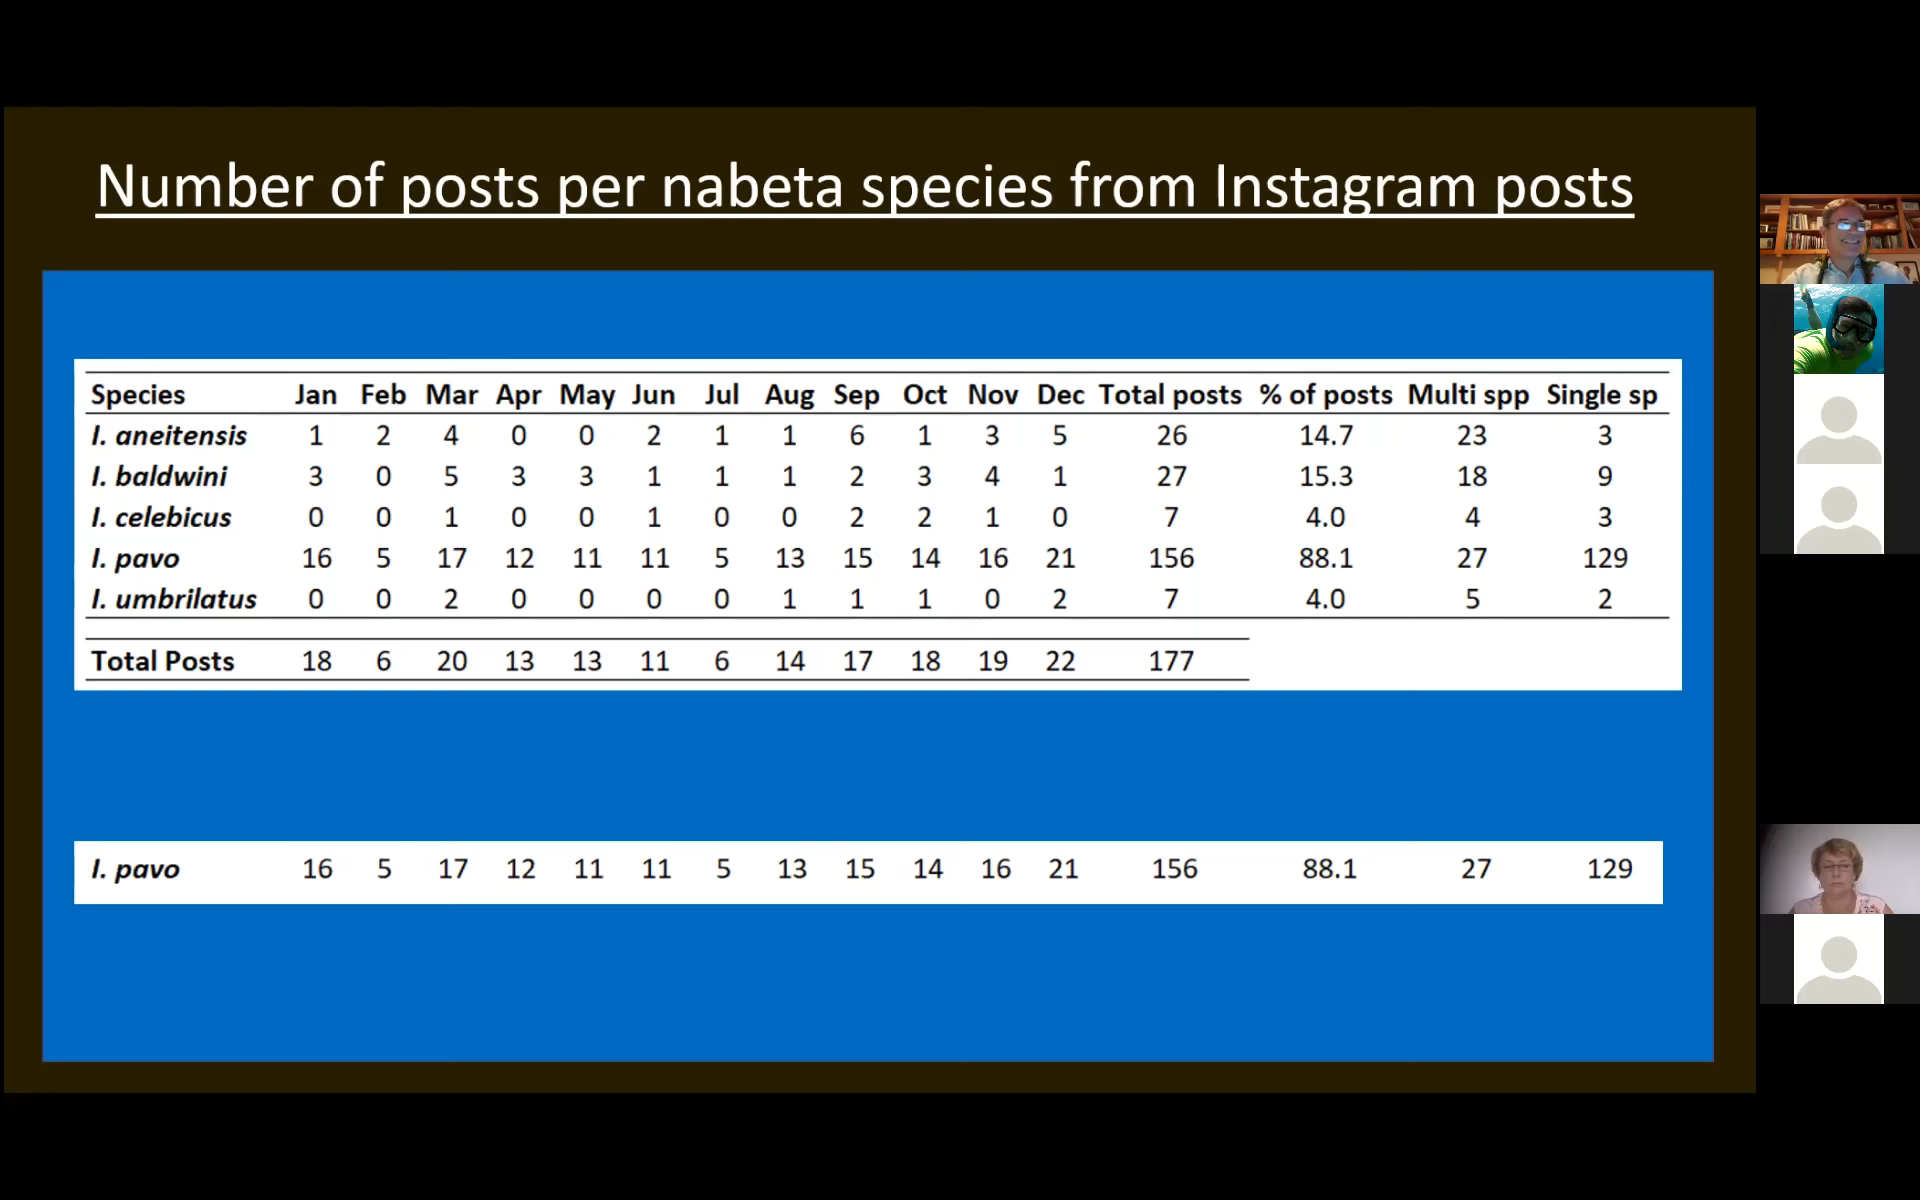 Number of posts per nabeta species from Instagram posts
Species Jan Feb Mar Apr May Jun Jul Aug Sep Oct Nov Dec Total posts % of posts Multi spp Single sp
I. aneitensis 1 2 4 0 0 2 1 1 6 1 3 5 26 14.7 23 3
I. baldwini 3 0 5 3 3 1 1 1 2 3 4 1 27 15.3 18 9
I. celebicus 0 0 1 0 0 1 0 0 2 2 1 0 7 4.0 4 3
I. pavo 16 5 17 12 11 11 5 13 15 14 16 21 156 88.1 27 129
I. umbrilatus 0 0 2 0 0 0 0 1 1 1 0 2 7 4.0 5 2
Total Posts 18 6 20 13 13 11 6 14 17 18 19 22 177
I. pavo 16 5 17 12 11 11 5 13 15 14 16 21 156 88.1 27 129